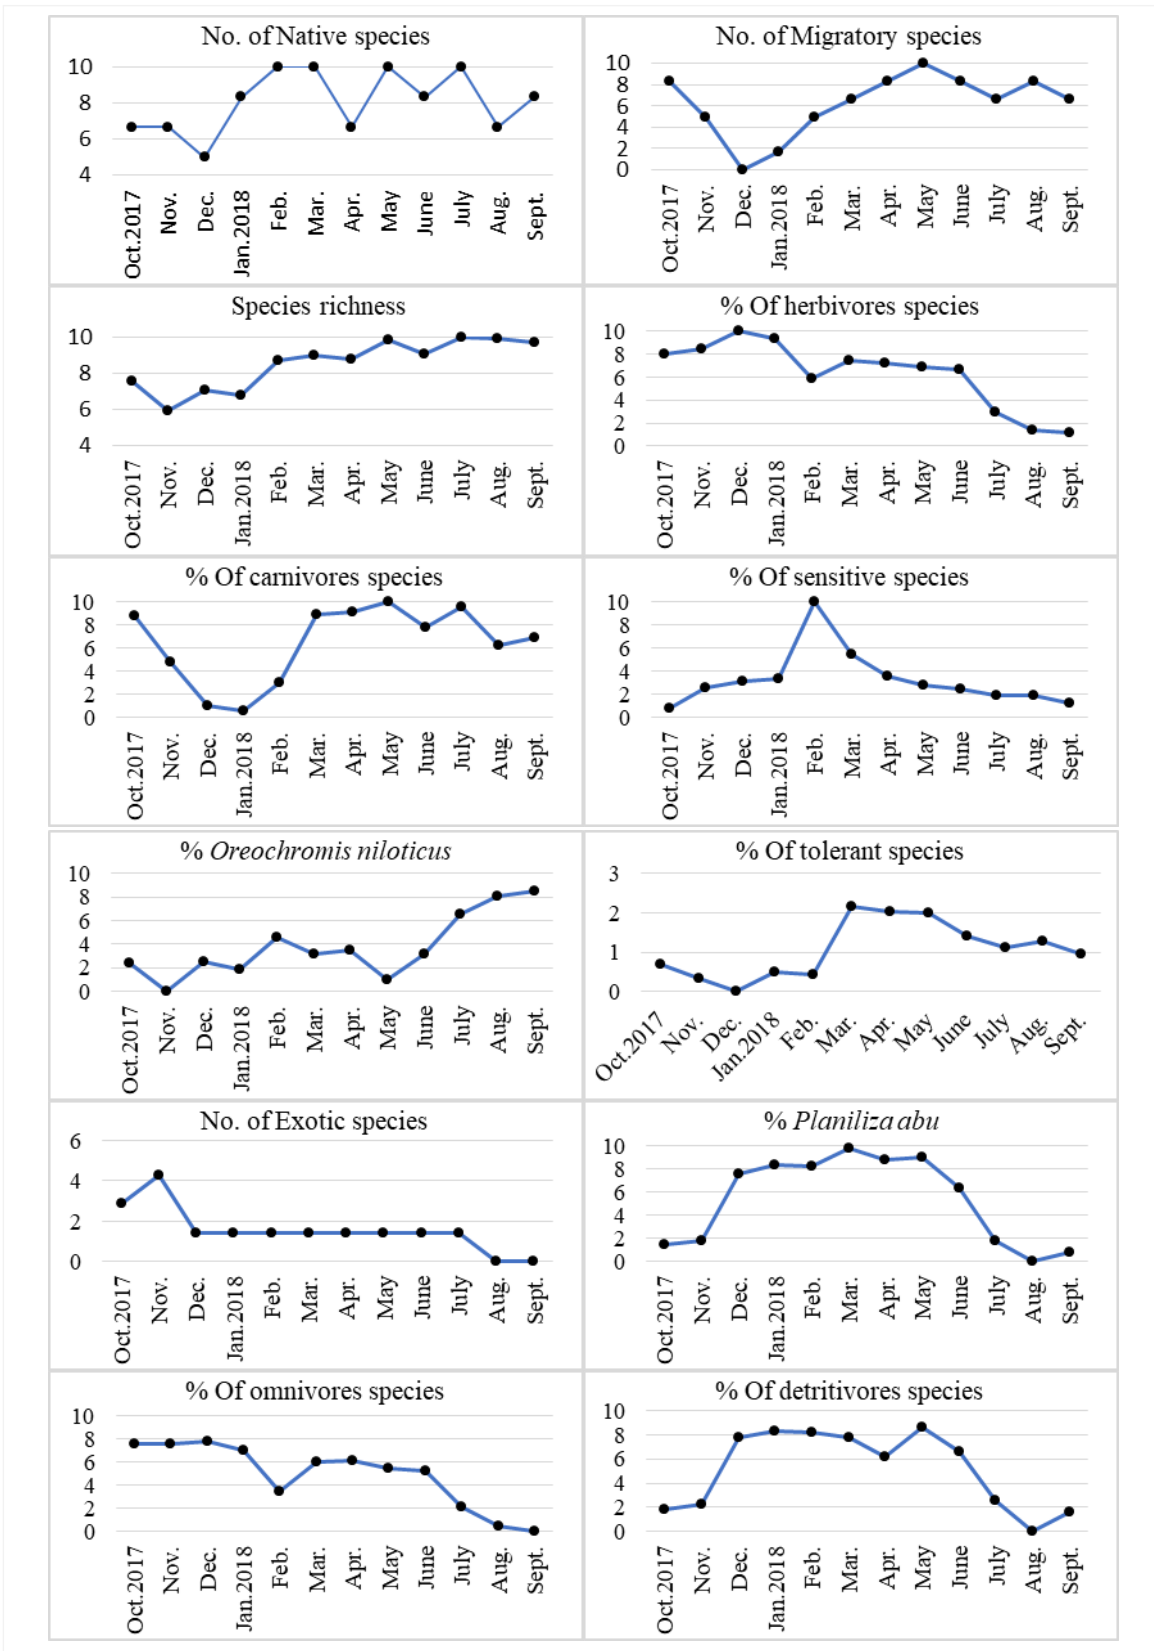 No. of Native species
10
8
6
4
Oct.2017 Nov. Dec. Jan.2018 Feb. Mar. Apr. May June July Aug. Sept.
No. of Migratory species
10
8
6
4
2
0
Oct.2017 Nov. Dec. Jan.2018 Feb. Mar. Apr. May June July Aug. Sept.
Species richness
10
8
6
4
Oct.2017 Nov. Dec. Jan.2018 Feb. Mar. Apr. May June July Aug. Sept.
% Of herbivores species
10
8
6
4
2
0
Oct.2017 Nov. Dec. Jan.2018 Feb. Mar. Apr. May June July Aug. Sept.
% Of carnivores species
10
8
6
4
2
0
Oct.2017 Nov. Dec. Jan.2018 Feb. Mar. Apr. May June July Aug. Sept.
% Of sensitive species
10
8
6
4
2
0
Oct.2017 Nov. Dec. Jan.2018 Feb. Mar. Apr. May June July Aug. Sept.
% Oreochromis niloticus
10
8
6
4
2
0
Oct.2017 Nov. Dec. Jan.2018 Feb. Mar. Apr. May June July Aug. Sept.
% Of tolerant species
3
2
1
0
Oct.2017 Nov. Dec. Jan.2018 Feb. Mar. Apr. May June July Aug. Sept.
No. of Exotic species
6
4
2
0
Oct.2017 Nov. Dec. Jan.2018 Feb. Mar. Apr. May June July Aug. Sept.
% Planiliza abu
10
8
6
4
2
0
Oct.2017 Nov. Dec. Jan.2018 Feb. Mar. Apr. May June July Aug. Sept.
% Of omnivores species
10
8
6
4
2
0
Oct.2017 Nov. Dec. Jan.2018 Feb. Mar. Apr. May June July Aug. Sept.
% Of detritivores species
10
8
6
4
2
0
Oct.2017 Nov. Dec. Jan.2018 Feb. Mar. Apr. May June July Aug. Sept.